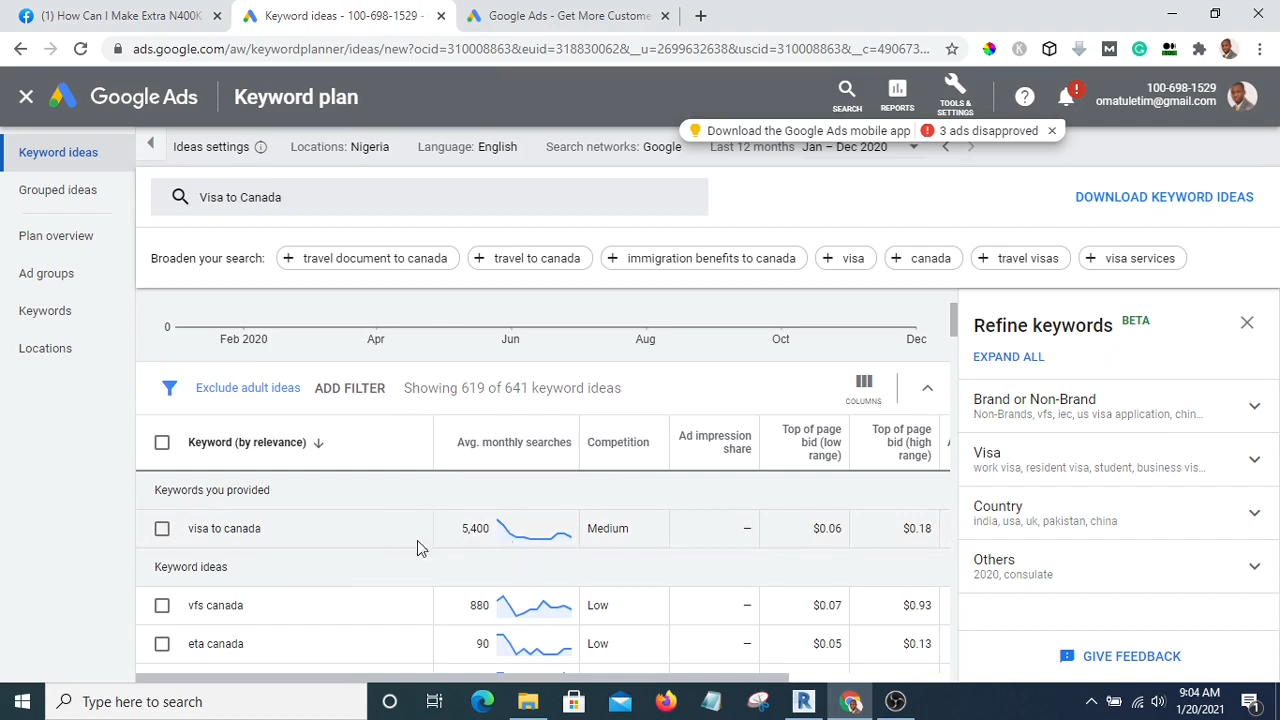 (1) How Can I Make Extra N400K
Keyword ideas - 100-698-1529 -
Google Ads - Get More Custome
ads.google.com/aw/keywordplanner/ideas/new?ocid=310008863&euid=318830062&__u=2699632638&uscid=310008863&__c=490673...
Google Ads
Keyword plan
SEARCH
REPORTS
TOOLS & SETTINGS
100-698-1529
omatuletim@gmail.com
Download the Google Ads mobile app
3 ads disapproved
Keyword ideas
Grouped ideas
Plan overview
Ad groups
Keywords
Locations
Ideas settings
Locations: Nigeria
Language: English
Search networks: Google
Last 12 months
Jan – Dec 2020
Visa to Canada
DOWNLOAD KEYWORD IDEAS
Broaden your search:
+ travel document to canada
+ travel to canada
+ immigration benefits to canada
+ visa
+ canada
+ travel visas
+ visa services
0
Feb 2020
Apr
Jun
Aug
Oct
Dec
Exclude adult ideas
ADD FILTER
Showing 619 of 641 keyword ideas
COLUMNS
Keyword (by relevance)
Avg. monthly searches
Competition
Ad impression share
Top of page bid (low range)
Top of page bid (high range)
Keywords you provided
visa to canada 5,400 Medium – $0.06 $0.18
Keyword ideas
vfs canada 880 Low – $0.07 $0.93
eta canada 90 Low – $0.05 $0.13
Refine keywords BETA
EXPAND ALL
Brand or Non-Brand
Non-Brands, vfs, iec, us visa application, chin...
Visa
work visa, resident visa, student, business vis...
Country
india, usa, uk, pakistan, china
Others
2020, consulate
GIVE FEEDBACK
Type here to search
9:04 AM
1/20/2021